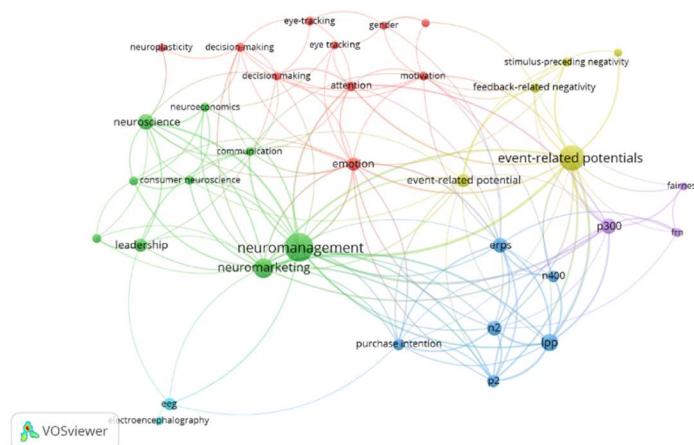 eye-tracking
gender
neuroplasticity
decision-making
eye tracking
stimulus-preceding negativity
decision making
motivation
attention
feedback-related negativity
neuroeconomics
neuroscience
communication
event-related potentials
emotion
consumer neuroscience
event-related potential
fairnes
p300
frn
leadership
neuromanagement
erps
neuromarketing
n400
n2
purchase intention
lpp
p2
eeg
electroencephalography
VOSviewer